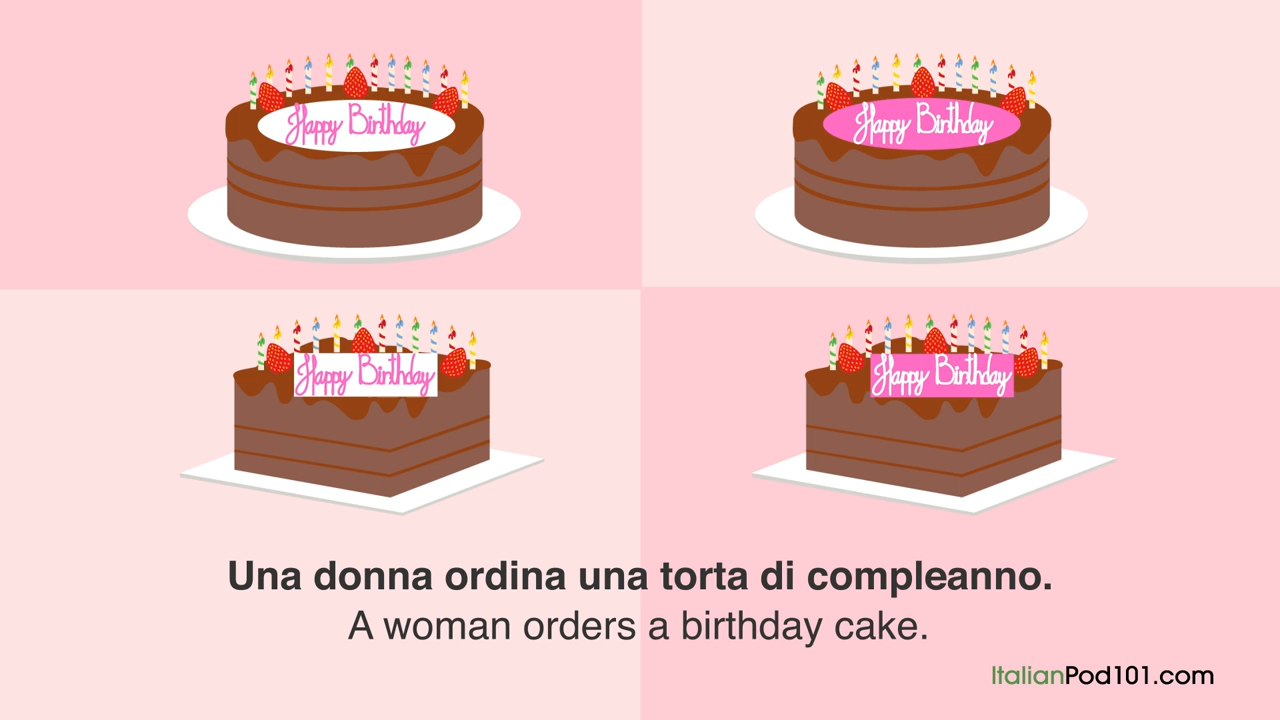 Happy Birthday
Happy Birthday
Happy Birthday
Happy Birthday
Una donna ordina una torta di compleanno.
A woman orders a birthday cake.
ItalianPod101.com